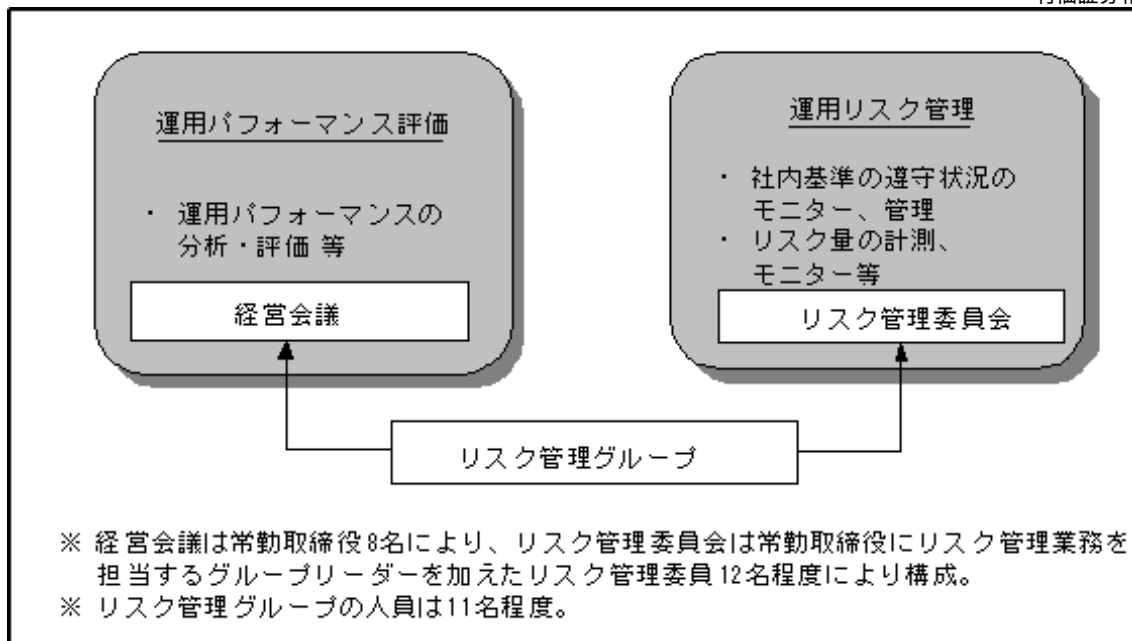 運用パフォーマンス評価
・ 運用パフォーマンスの
分析・評価 等
経営会議
運用リスク管理
・ 社内基準の遵守状況の
モニター、管理
・ リスク量の計測、
モニター等
リスク管理委員会
リスク管理グループ
※ 経営会議は常勤取締役8名により、リスク管理委員会は常勤取締役にリスク管理業務を
担当するグループリーダーを加えたリスク管理委員12名程度により構成。
※ リスク管理グループの人員は11名程度。